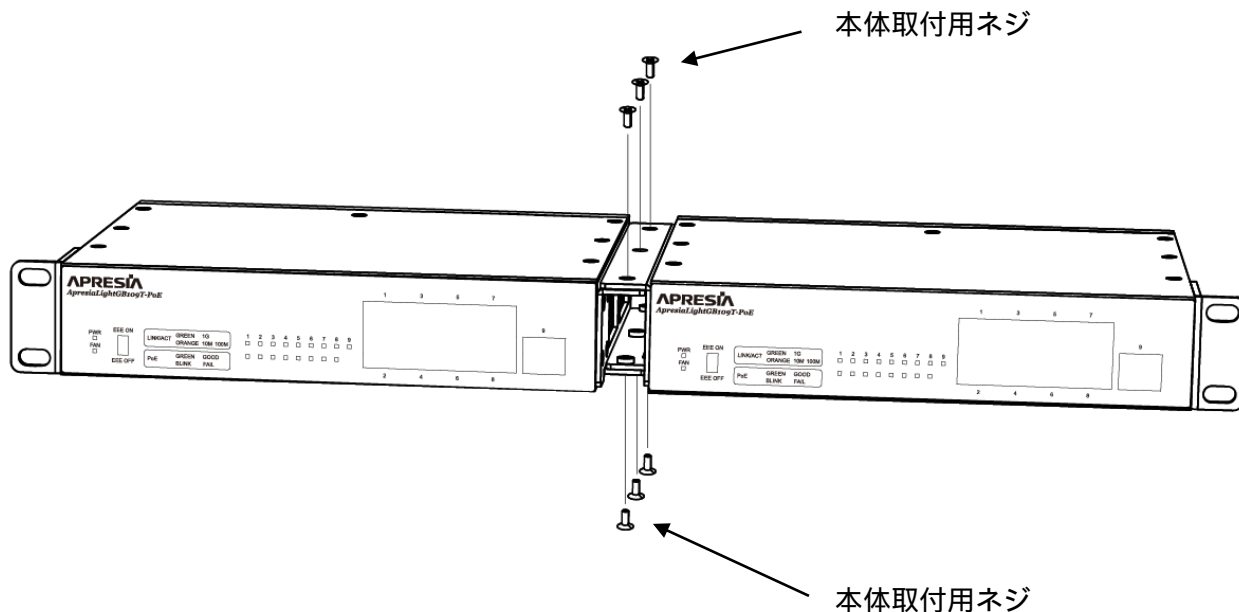 本体取付用ネジ
APRESIA
ApresiaLightGB109T-PoE
1 3 5 7
9
PWR
FAN
EEE ON
EEE OFF
LINK/ACT GREEN 1G
ORANGE 10M 100M
PoE GREEN GOOD
BLINK FAIL
1 2 3 4 5 6 7 8 9
2 4 6 8
APRESIA
ApresiaLightGB109T-PoE
1 3 5 7
9
PWR
FAN
EEE ON
EEE OFF
LINK/ACT GREEN 1G
ORANGE 10M 100M
PoE GREEN GOOD
BLINK FAIL
1 2 3 4 5 6 7 8 9
2 4 6 8
本体取付用ネジ